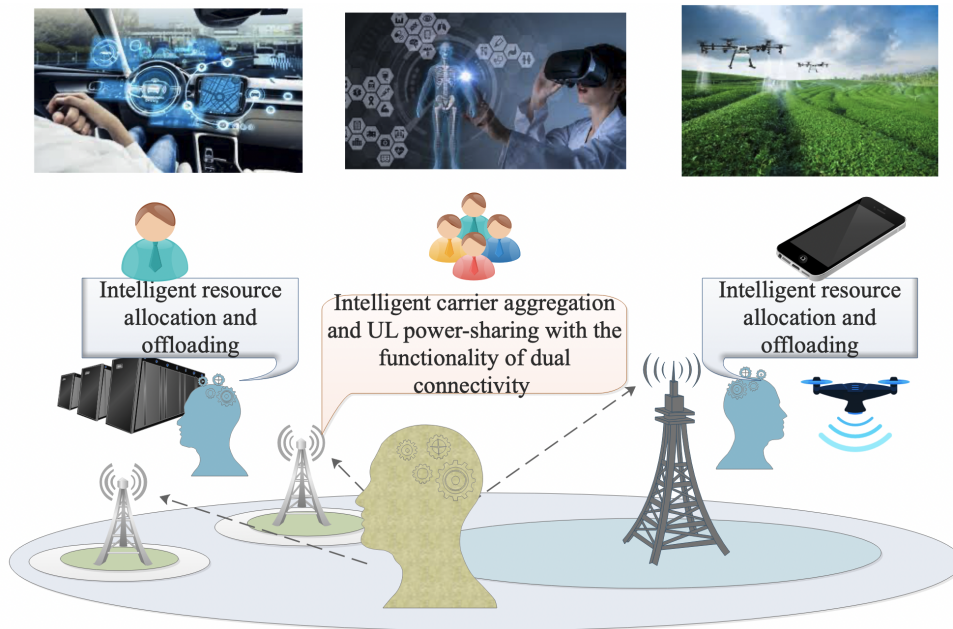 Intelligent resource
allocation and
offloading
Intelligent carrier aggregation
and UL power-sharing with the
functionality of dual
connectivity
Intelligent resource
allocation and
offloading